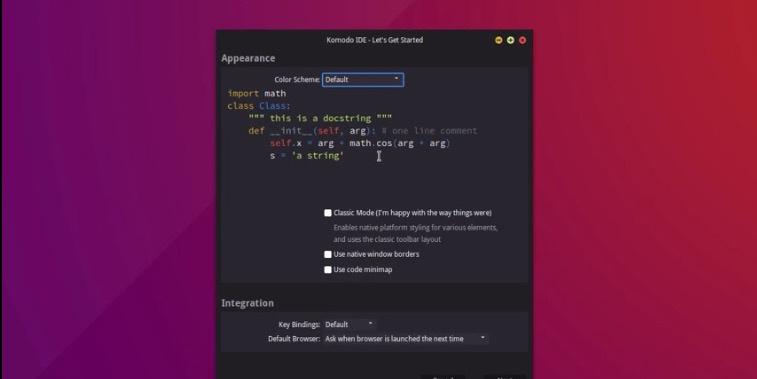 Komodo IDE - Let's Get Started
Appearance
Color Scheme: Default
import math
class Class:
""" this is a docstring """
def __init__(self, arg): # one line comment
self.x = arg + math.cos(arg + arg)
s = 'a string'
Classic Mode (I'm happy with the way things were)
Enables native platform styling for various elements,
and uses the classic toolbar layout
Use native window borders
Use code minimap
Integration
Key Bindings: Default
Default Browser: Ask when browser is launched the next time